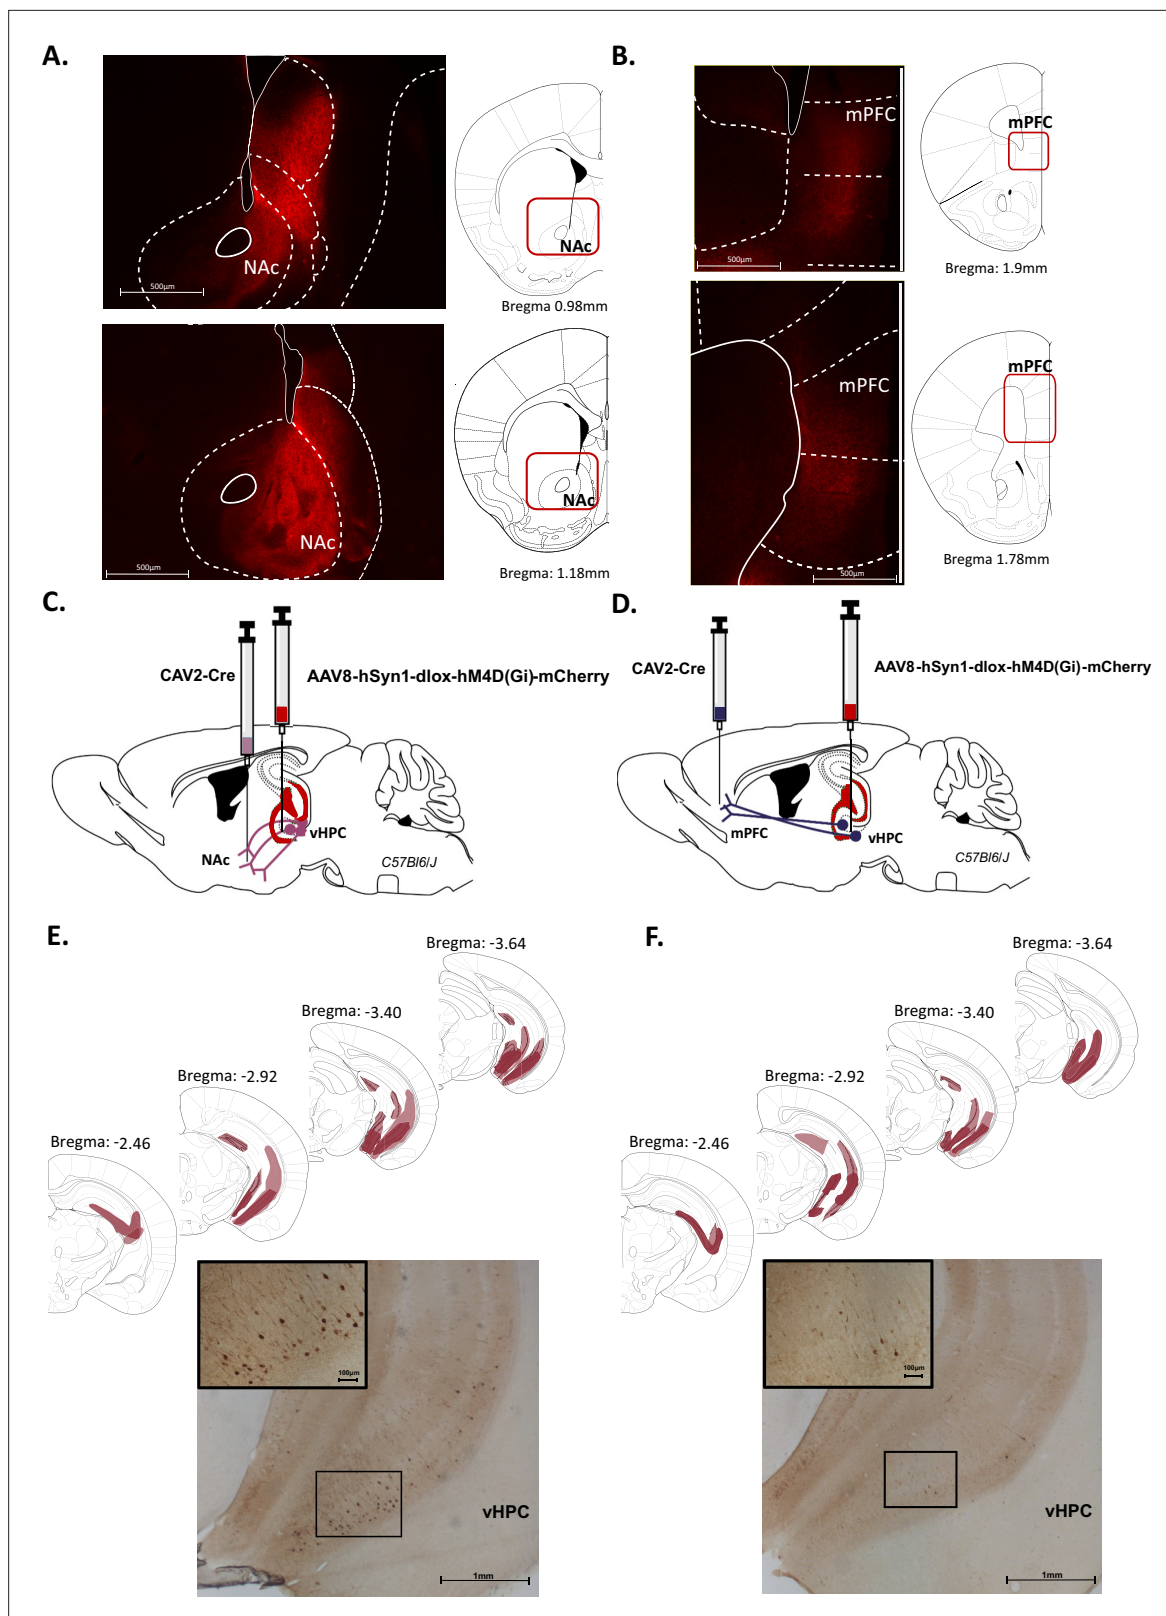 A.
NAc
500µm
NAc
Bregma 0.98mm
NAc
500µm
NAc
Bregma: 1.18mm
B.
mPFC
500µm
mPFC
Bregma: 1.9mm
mPFC
500µm
mPFC
Bregma: 1.78mm
C.
CAV2-Cre
AAV8-hSyn1-dlox-hM4D(Gi)-mCherry
vHPC
NAc
C57Bl6/J
D.
CAV2-Cre
AAV8-hSyn1-dlox-hM4D(Gi)-mCherry
mPFC
vHPC
C57Bl6/J
E.
Bregma: -3.64
Bregma: -3.40
Bregma: -2.92
Bregma: -2.46
100µm
vHPC
1mm
F.
Bregma: -3.64
Bregma: -3.40
Bregma: -2.92
Bregma: -2.46
100µm
vHPC
1mm